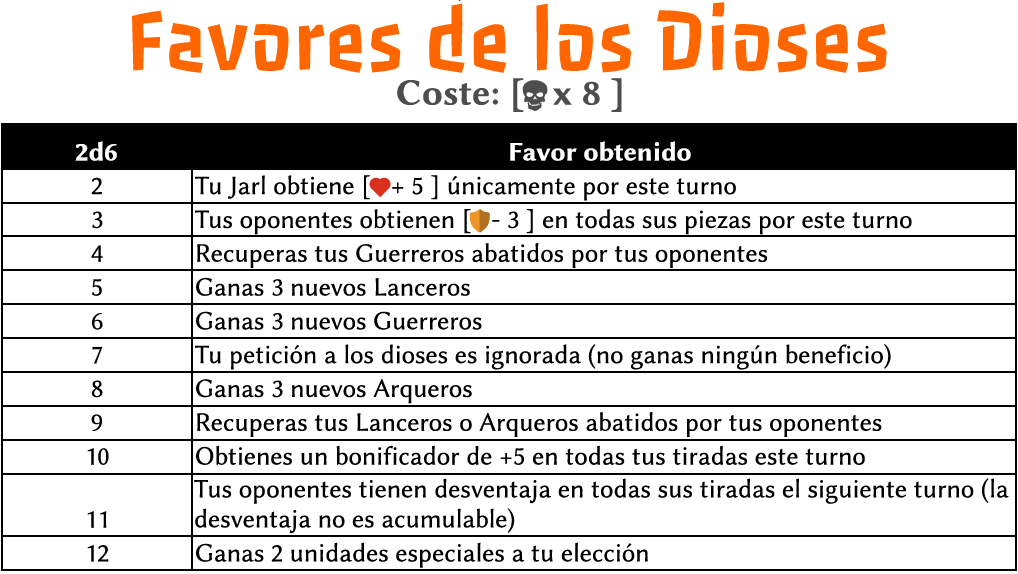 Favores de los Dioses
Coste: [ x 8 ]
2d6 Favor obtenido
2 Tu Jarl obtiene [ + 5 ] únicamente por este turno
3 Tus oponentes obtienen [ - 3 ] en todas sus piezas por este turno
4 Recuperas tus Guerreros abatidos por tus oponentes
5 Ganas 3 nuevos Lanceros
6 Ganas 3 nuevos Guerreros
7 Tu petición a los dioses es ignorada (no ganas ningún beneficio)
8 Ganas 3 nuevos Arqueros
9 Recuperas tus Lanceros o Arqueros abatidos por tus oponentes
10 Obtienes un bonificador de +5 en todas tus tiradas este turno
Tus oponentes tienen desventaja en todas sus tiradas el siguiente turno (la
11 desventaja no es acumulable)
12 Ganas 2 unidades especiales a tu elección